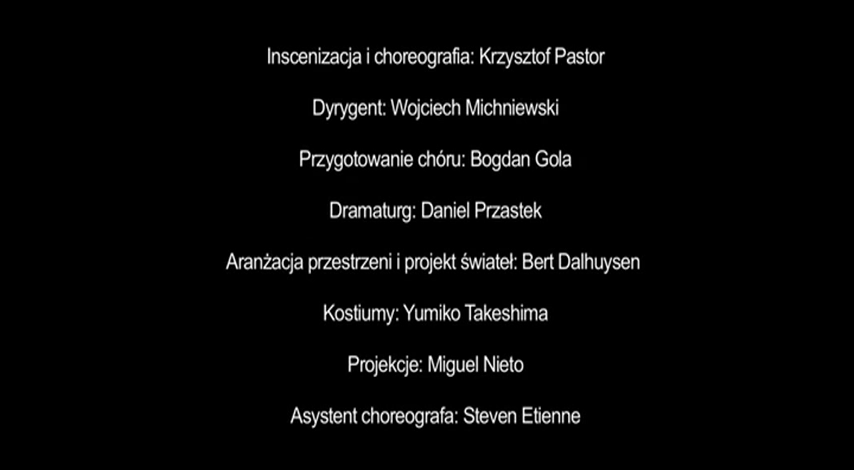 Inscenizacja i choreografia: Krzysztof Pastor
Dyrygent: Wojciech Michniewski
Przygotowanie chóru: Bogdan Gola
Dramaturg: Daniel Przastek
Aranżacja przestrzeni i projekt świateł: Bert Dalhuysen
Kostiumy: Yumiko Takeshima
Projekcje: Miguel Nieto
Asystent choreografa: Steven Etienne